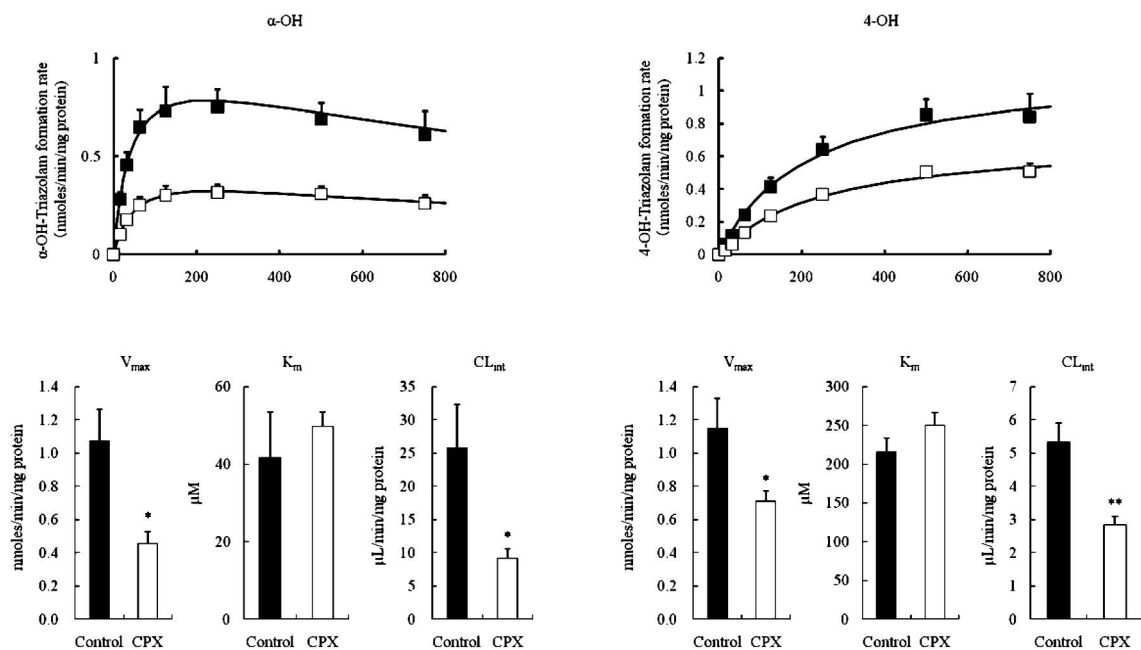 α-OH
α-OH-Triazolam formation rate
(nmoles/min/mg protein)
1
0.5
0
0 200 400 600 800
4-OH
4-OH-Triazolam formation rate
(nmoles/min/mg protein)
1.2
1
0.8
0.6
0.4
0.2
0
0 200 400 600 800
Vmax
nmoles/min/mg protein
1.4
1.2
1.0
0.8
0.6
0.4
0.2
0.0
*
Control CPX
Km
μM
60
40
20
0
Control CPX
CLint
μL/min/mg protein
35
30
25
20
15
10
5
0
*
Control CPX
Vmax
nmoles/min/mg protein
1.4
1.2
1.0
0.8
0.6
0.4
0.2
0.0
*
Control CPX
Km
μM
300
250
200
150
100
50
0
Control CPX
CLint
μL/min/mg protein
7
6
5
4
3
2
1
0
**
Control CPX